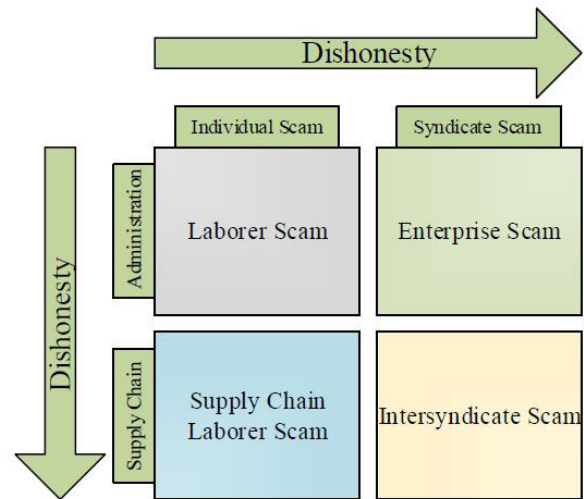 Dishonesty
Individual Scam
Syndicate Scam
Dishonesty
Administration
Laborer Scam
Enterprise Scam
Supply Chain
Supply Chain
Laborer Scam
Intersyndicate Scam